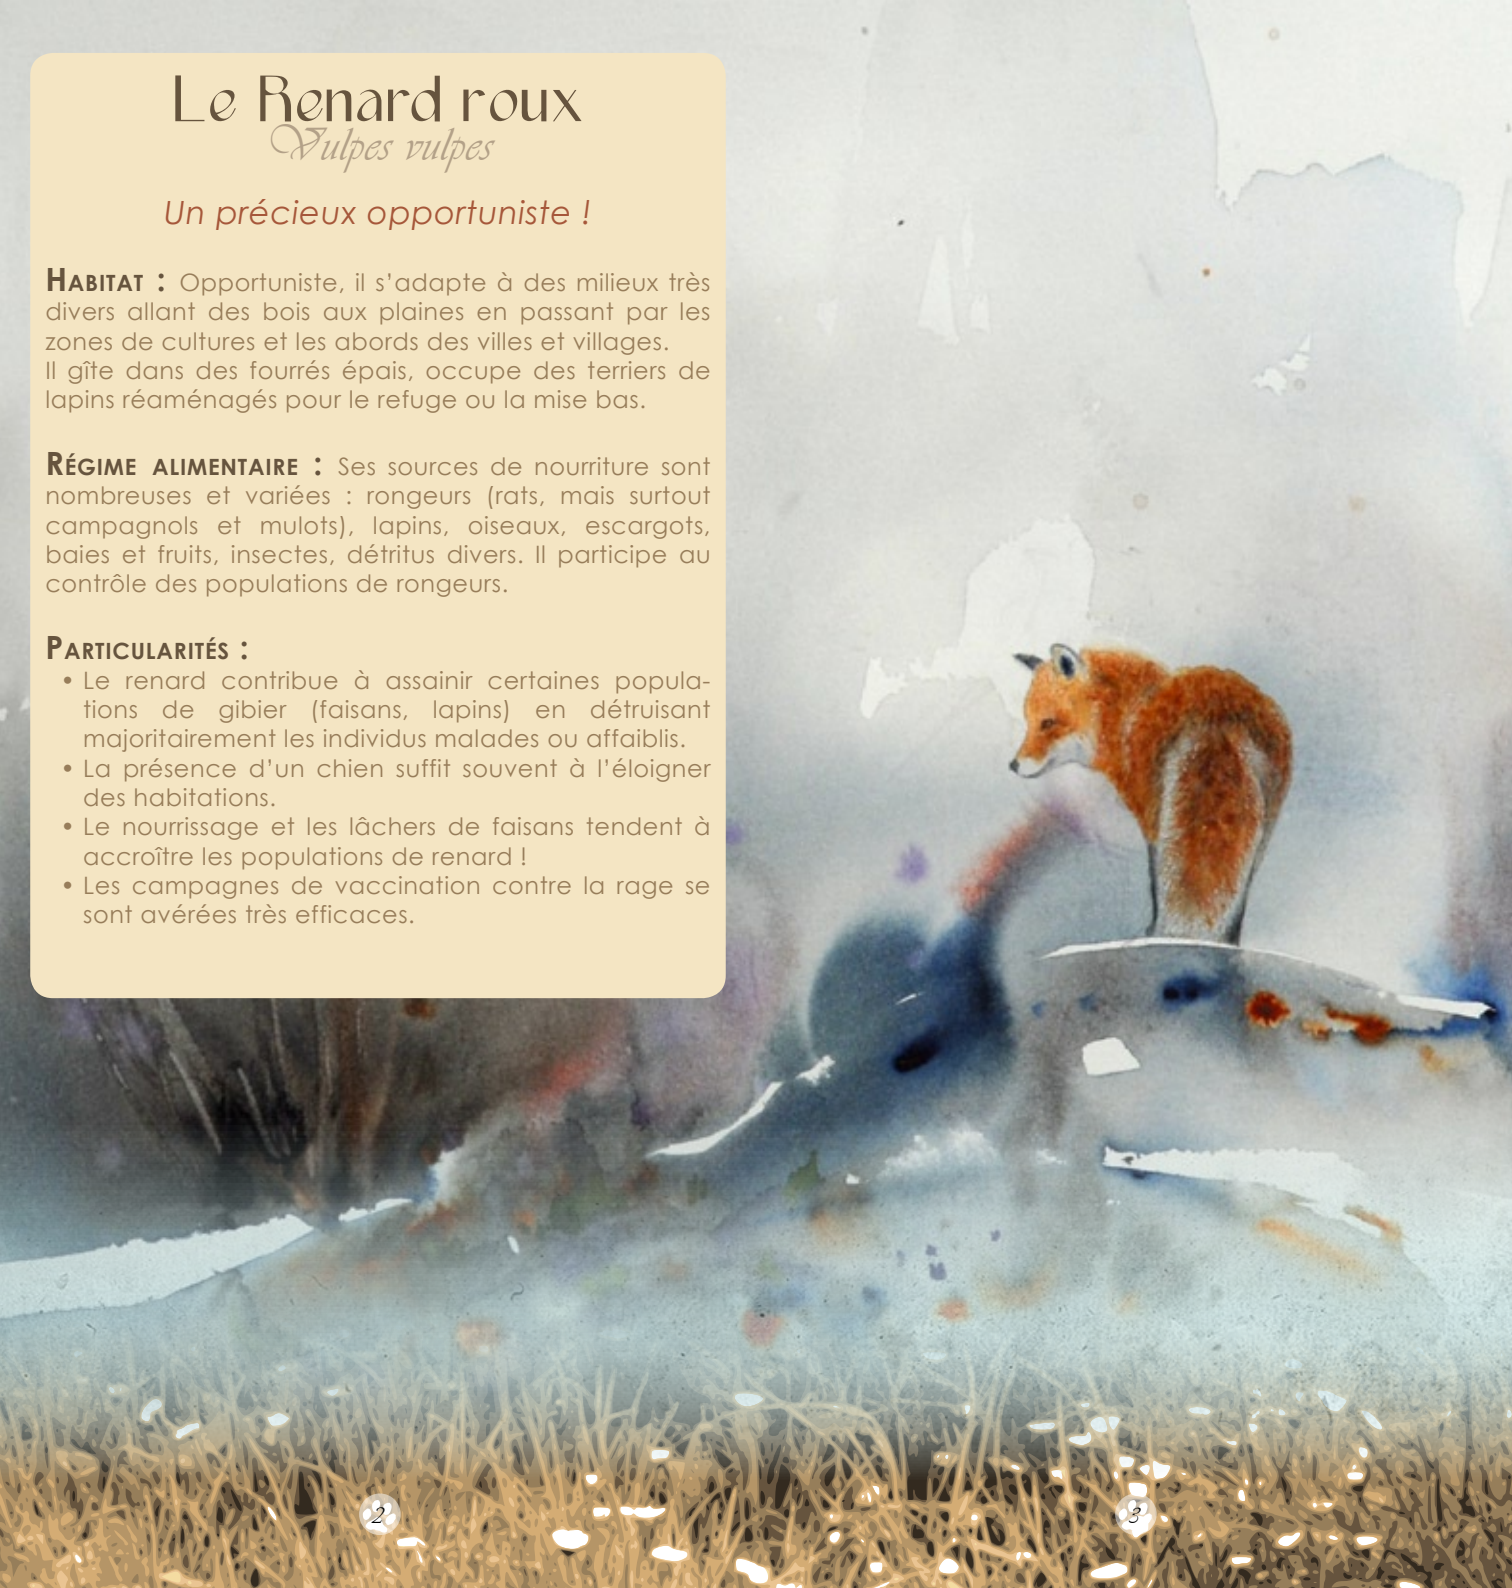 Le Renard roux
Vulpes vulpes
Un précieux opportuniste !
Habitat : Opportuniste, il s’adapte à des milieux très
divers allant des bois aux plaines en passant par les
zones de cultures et les abords des villes et villages.
Il gîte dans des fourrés épais, occupe des terriers de
lapins réaménagés pour le refuge ou la mise bas.
Régime alimentaire : Ses sources de nourriture sont
nombreuses et variées : rongeurs (rats, mais surtout
campagnols et mulots), lapins, oiseaux, escargots,
baies et fruits, insectes, détritus divers. Il participe au
contrôle des populations de rongeurs.
Particularités :
• Le renard contribue à assainir certaines popula-
tions de gibier (faisans, lapins) en détruisant
majoritairement les individus malades ou affaiblis.
• La présence d’un chien suffit souvent à l’éloigner
des habitations.
• Le nourrissage et les lâchers de faisans tendent à
accroître les populations de renard !
• Les campagnes de vaccination contre la rage se
sont avérées très efficaces.
2
3